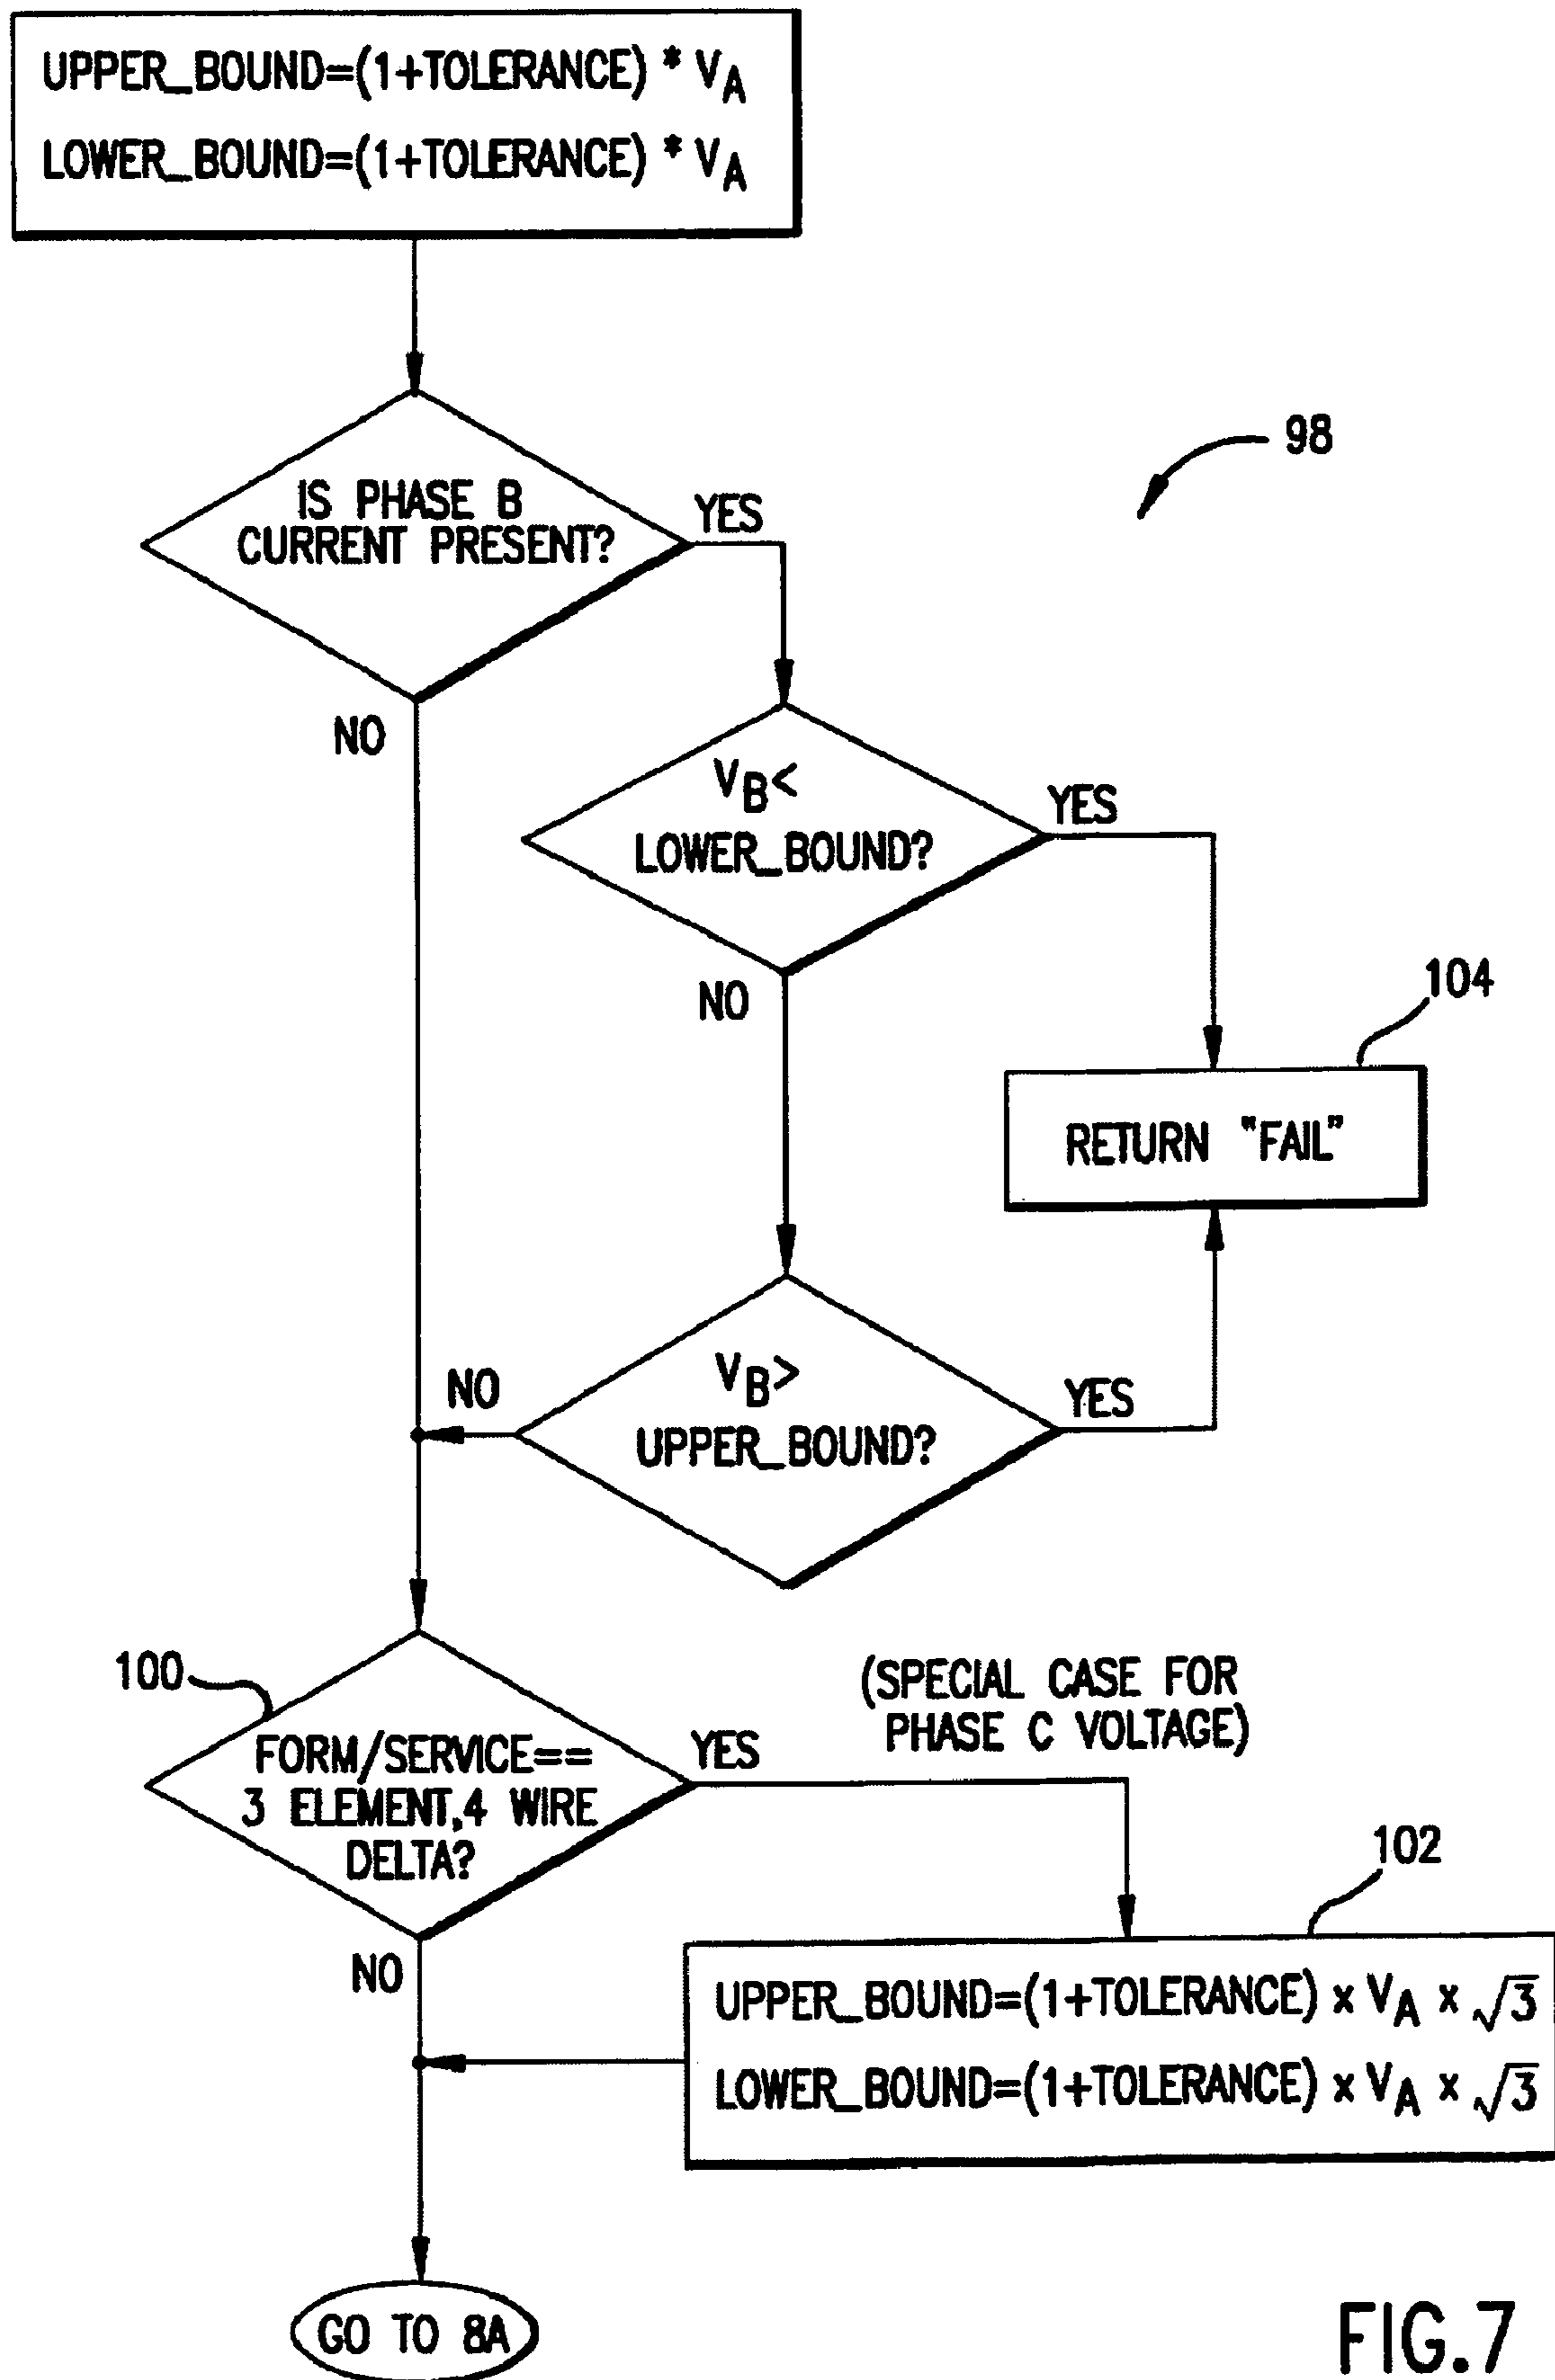 UPPER_BOUND=(1+TOLERANCE) * VA
LOWER_BOUND=(1+TOLERANCE) * VA
98
IS PHASE B
CURRENT PRESENT?
YES
NO
VB<
LOWER_BOUND?
YES
NO
104
RETURN "FAIL"
VB>
UPPER_BOUND?
NO
YES
100
FORM/SERVICE==
3 ELEMENT,4 WIRE
DELTA?
YES
NO
(SPECIAL CASE FOR
PHASE C VOLTAGE)
102
UPPER_BOUND=(1+TOLERANCE) x VA x √3
LOWER_BOUND=(1+TOLERANCE) x VA x √3
GO TO 8A
FIG.7